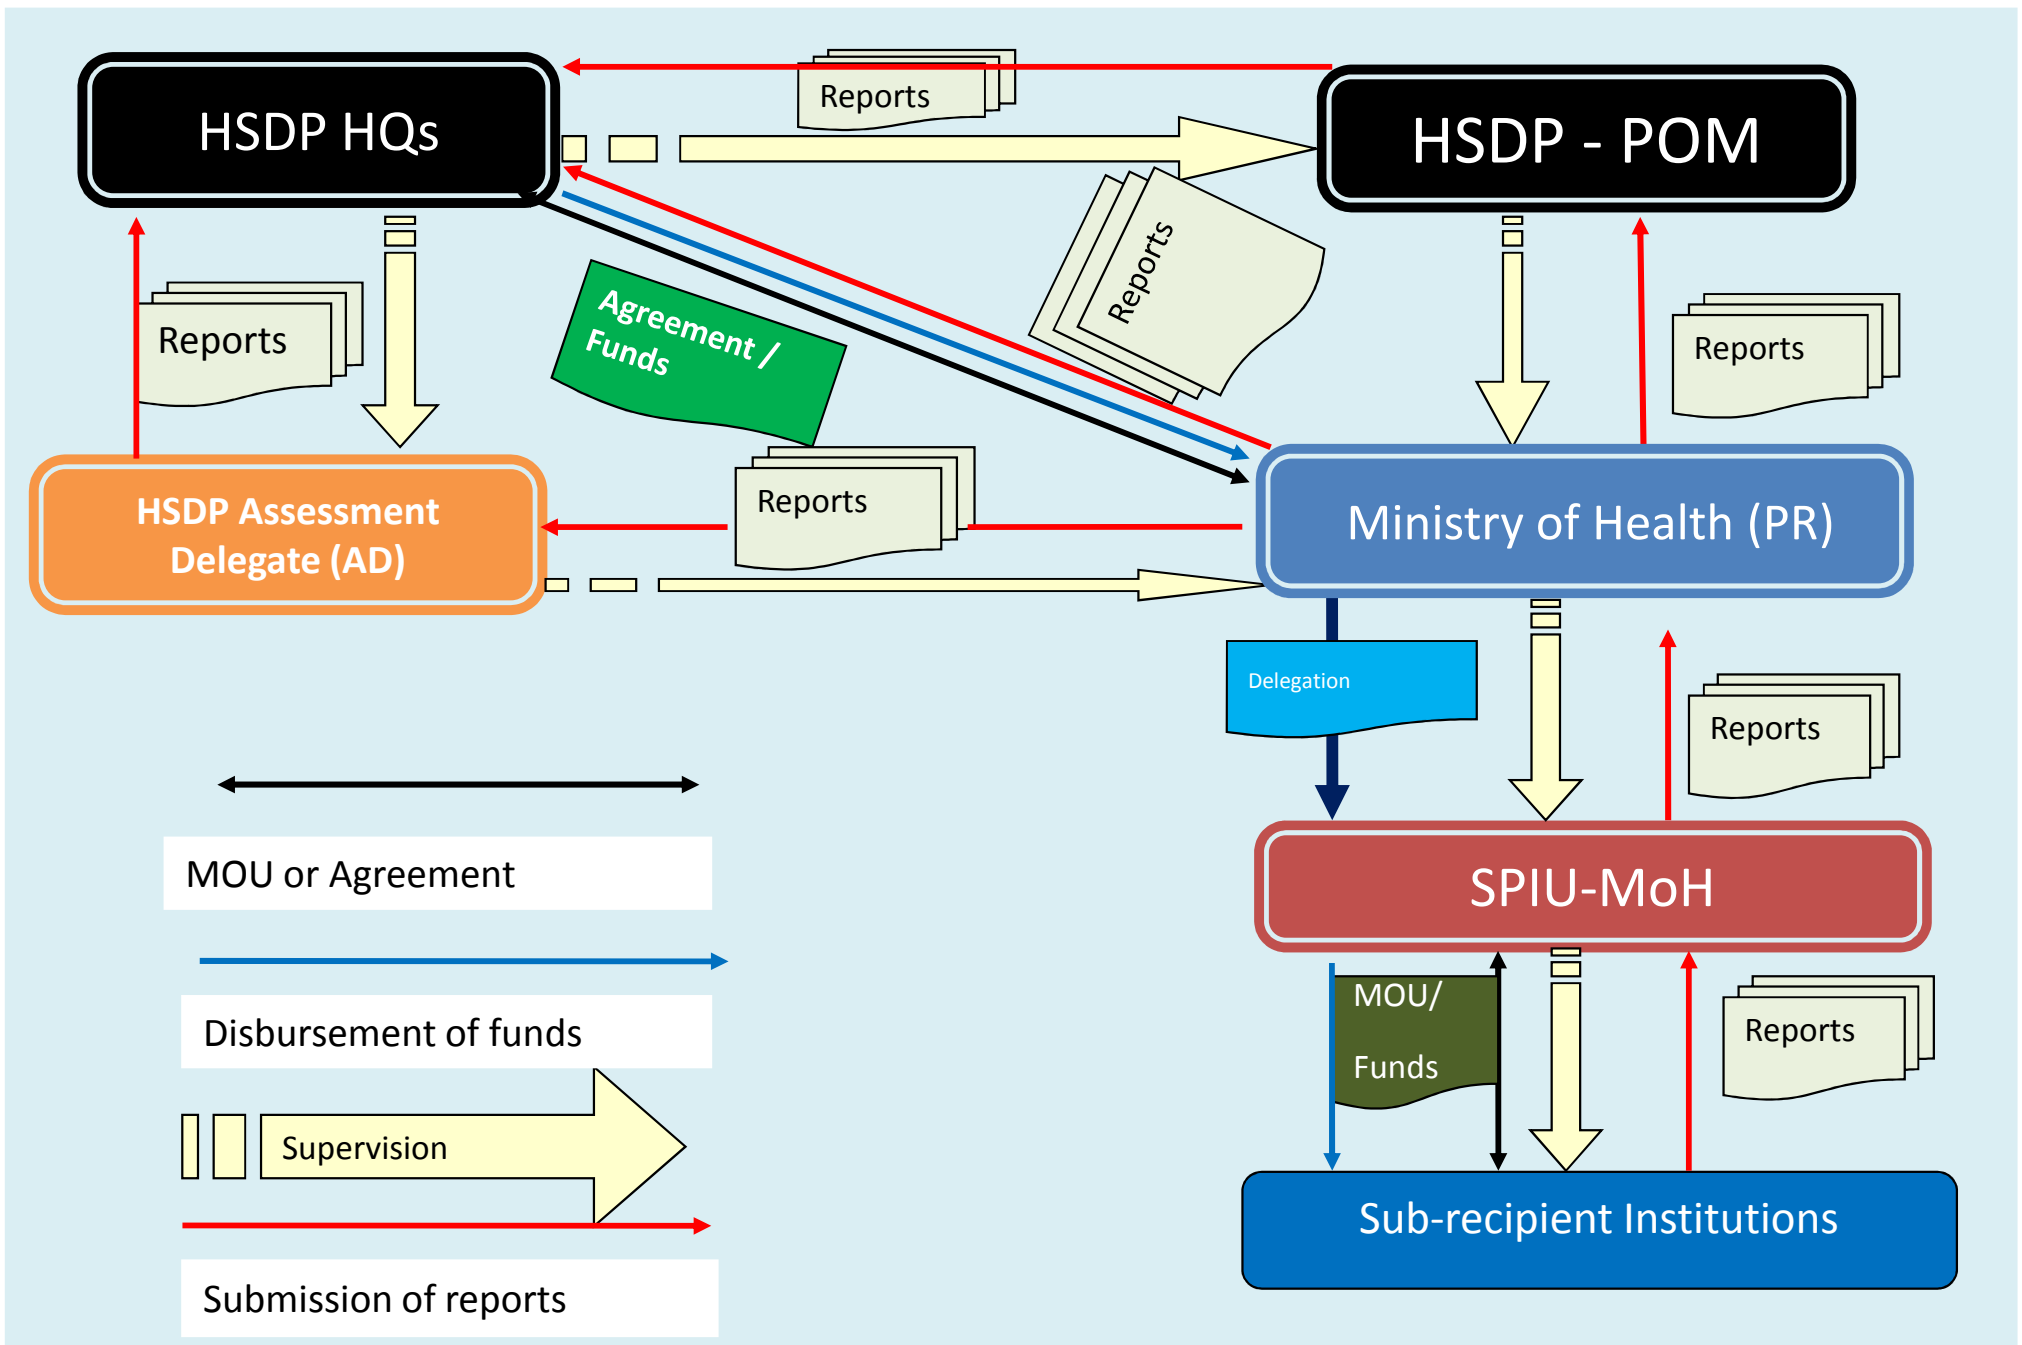 HSDP HQs
Reports
HSDP - POM
Reports
Agreement /
Funds
Reports
Reports
Reports
HSDP Assessment
Delegate (AD)
Ministry of Health (PR)
Delegation
Reports
MOU or Agreement
SPIU-MoH
Disbursement of funds
MOU/
Funds
Reports
Supervision
Sub-recipient Institutions
Submission of reports